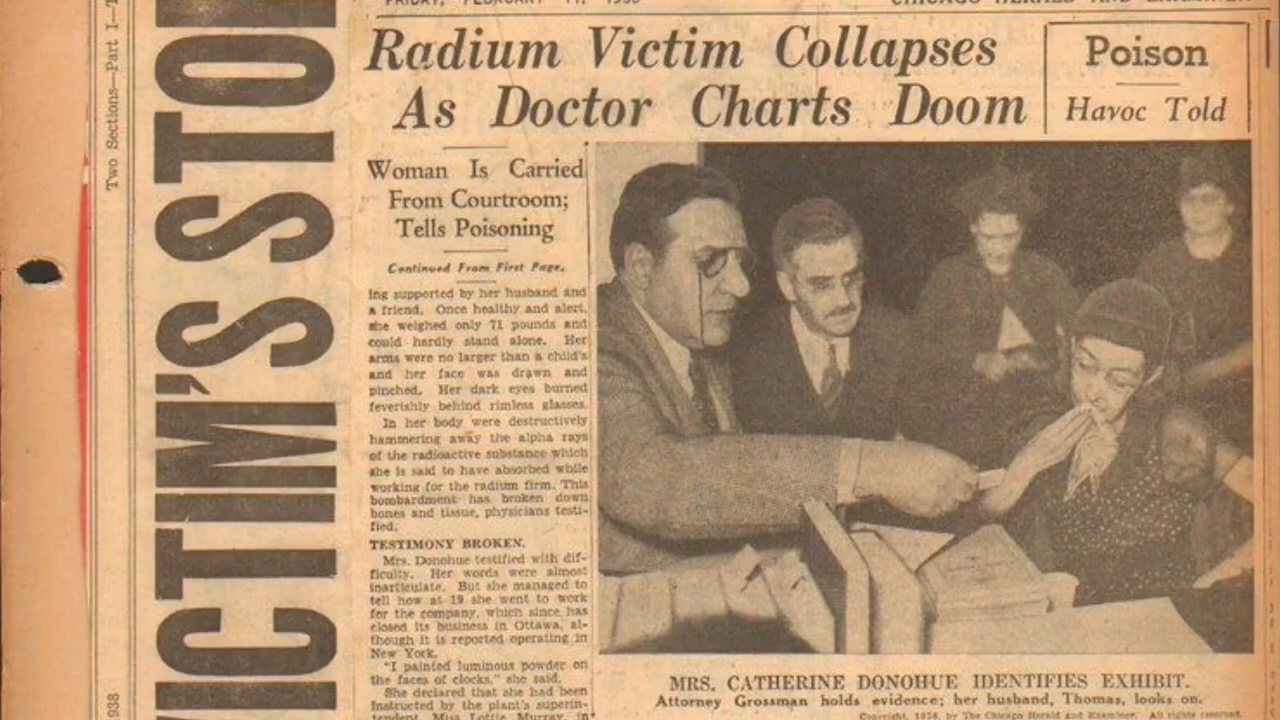 Two Sections—Part I—
1938
VICTIM'S STO
Radium Victim Collapses
As Doctor Charts Doom
Poison
Havoc Told
Woman Is Carried
From Courtroom;
Tells Poisoning
Continued From First Page.
ing supported by her husband and
a friend. Once healthy and alert,
she weighed only 71 pounds and
could hardly stand alone. Her
arms were no larger than a child's
and her face was drawn and
pinched. Her dark eyes burned
feverishly behind rimless glasses.
In her body were destructively
hammering away the alpha rays
of the radioactive substance which
she is said to have absorbed while
working for the radium firm. This
bombardment has broken down
bones and tissue, physicians testi-
fied.
TESTIMONY BROKEN.
Mrs. Donohue testified with dif-
ficulty. Her words were almost
inarticulate. But she managed to
tell how at 19 she went to work
for the company, which since has
closed its business in Ottawa, al-
though it is reported operating in
New York.
"I painted luminous powder on
the faces of clocks," she said.
She declared that she had been
instructed by the plant's superin-
tendent, Miss Lottie Murray, in
MRS. CATHERINE DONOHUE IDENTIFIES EXHIBIT.
Attorney Grossman holds evidence; her husband, Thomas, looks on.
Copyright, 1938, by The Chicago Herald and Examiner. All rights reserved.